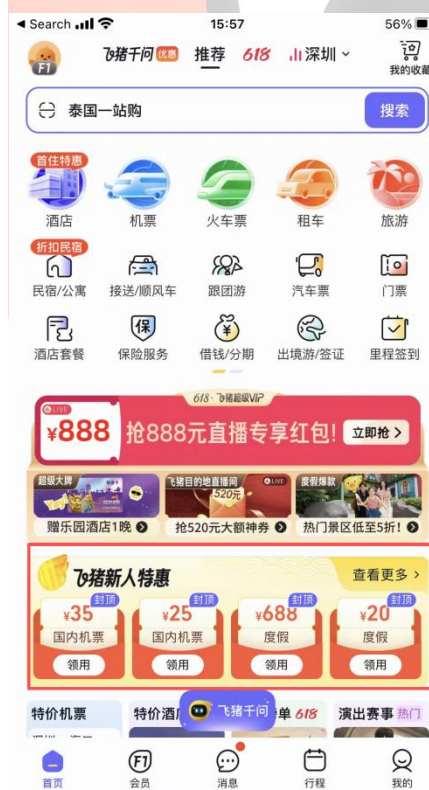 Search
15:57
56%
F1
飞猪千问 优惠 推荐 618 深圳
我的收藏
泰国一站购
搜索
首住特惠
酒店 机票 火车票 租车 旅游
折扣民宿
民宿/公寓 接送/顺风车 跟团游 汽车票 门票
保
酒店套餐 保险服务 借钱/分期 出境游/签证 里程签到
618 · 飞猪超级VIP
LIVE
¥888 抢888元直播专享红包! 立即抢 >
超级大牌 飞猪目的地直播间 LIVE 度假爆款
520元
赠乐园酒店1晚 抢520元大额神券 热门景区低至5折!
飞猪新人特惠 查看更多 >
封顶 封顶 封顶 封顶
¥35 ¥25 ¥688 ¥20
国内机票 国内机票 度假 度假
领用 领用 领用 领用
特价机票 特价酒 飞猪千问 单 618 演出赛事 热门
F1
首页 会员 消息 行程 我的